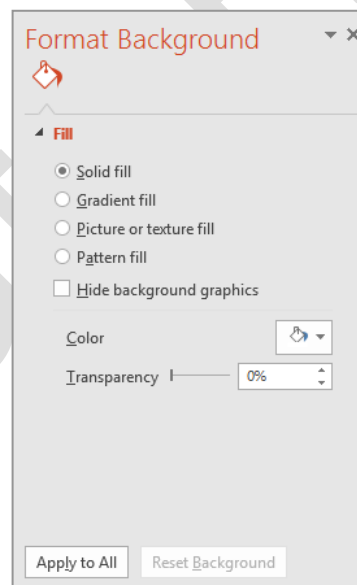 Format Background
Fill
Solid fill
Gradient fill
Picture or texture fill
Pattern fill
Hide background graphics
Color
Transparency 0%
Apply to All Reset Background